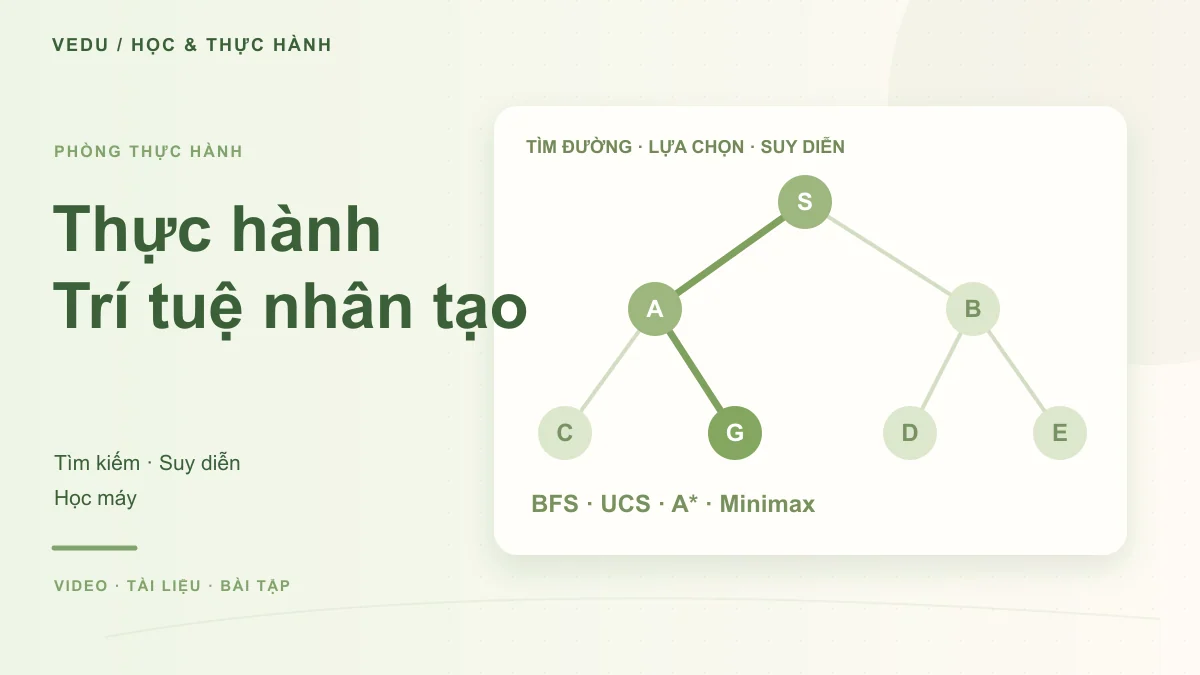 VEDU / HỌC & THỰC HÀNH
PHÒNG THỰC HÀNH
Thực hành
Trí tuệ nhân tạo
Tìm kiếm · Suy diễn
Học máy
VIDEO · TÀI LIỆU · BÀI TẬP
TÌM ĐƯỜNG · LỰA CHỌN · SUY DIỄN
S
A
B
C
G
D
E
BFS · UCS · A* · Minimax